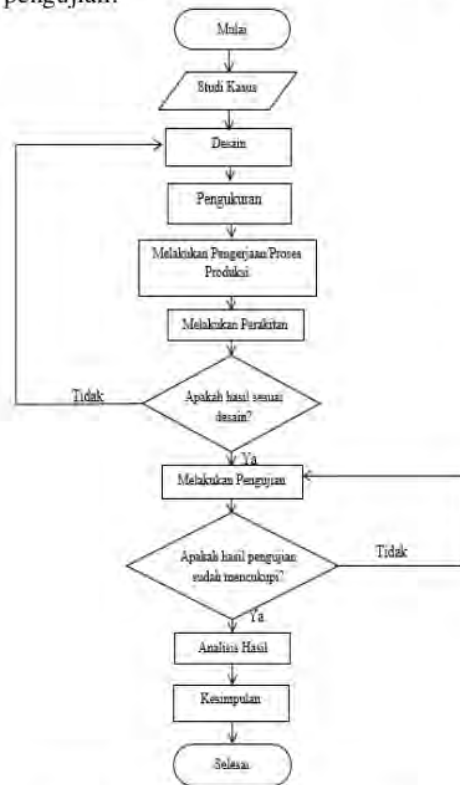 pengujian.
Mulai
Studi Kasus
Desain
Pengukuran
Melakukan Pengerjaan/Proses
Produksi
Melakukan Perakitan
Apakah hasil sesuai
desain?
Tidak
Ya
Melakukan Pengujian
Apakah hasil pengujian
sudah mencukupi?
Tidak
Ya
Analisis Hasil
Kesimpulan
Selesai